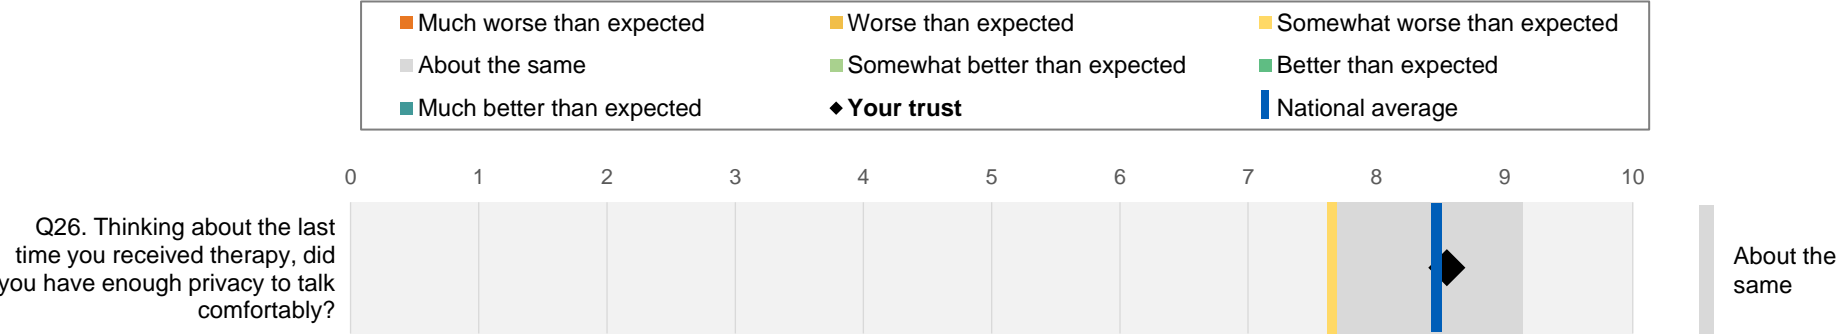 Much worse than expected
Worse than expected
Somewhat worse than expected
About the same
Somewhat better than expected
Better than expected
Much better than expected
Your trust
National average
0 1 2 3 4 5 6 7 8 9 10
Q26. Thinking about the last
time you received therapy, did
you have enough privacy to talk
comfortably?
About the
same